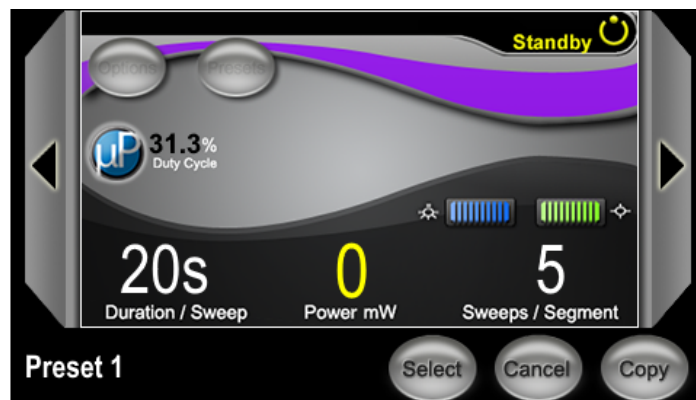 Standby
Options
Presets
µP
31.3%
Duty Cycle
20s
0
5
Duration / Sweep
Power mW
Sweeps / Segment
Preset 1
Select
Cancel
Copy